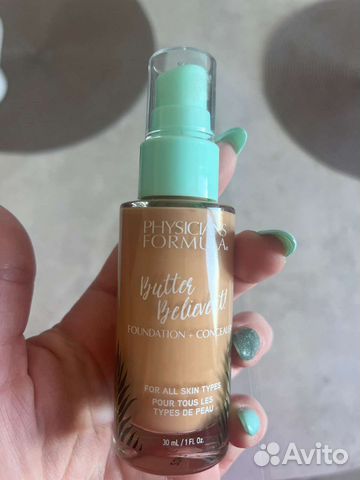 PHYSICIANS
FORMULA®
Butter
Believe it!
FOUNDATION + CONCEALER
FOR ALL SKIN TYPES
POUR TOUS LES
TYPES DE PEAU
30 mL / 1 Fl. Oz.
Avito